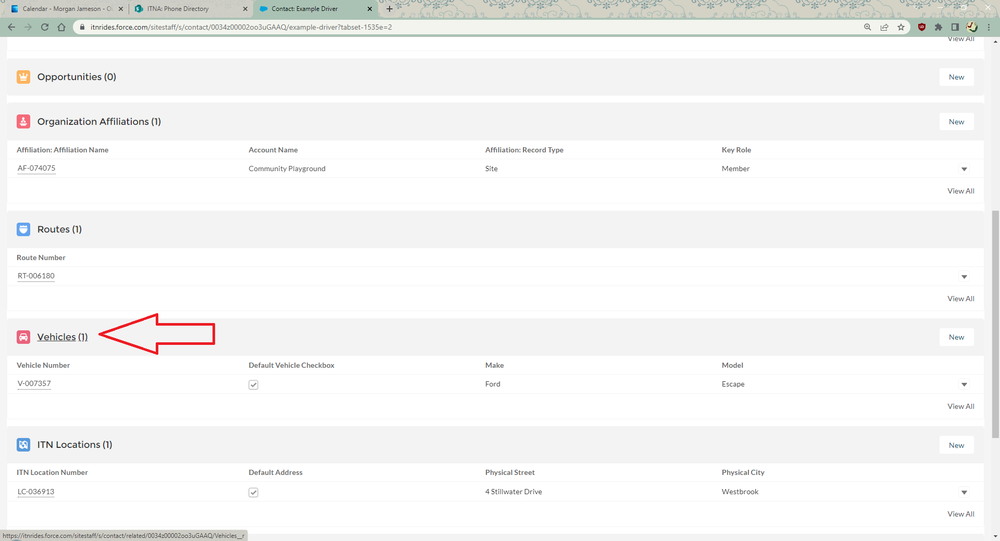 Calendar - Morgan Jameson - Ou
ITNA: Phone Directory
Contact: Example Driver
itnrides.force.com/sitestaff/s/contact/0034z00002oo3uGAAQ/example-driver?tabset-1535e=2
View All
Opportunities (0)
New
Organization Affiliations (1)
New
Affiliation: Affiliation Name Account Name Affiliation: Record Type Key Role
AF-074075 Community Playground Site Member
View All
Routes (1)
Route Number
RT-006180
View All
Vehicles (1)
New
Vehicle Number Default Vehicle Checkbox Make Model
V-007357 Ford Escape
View All
ITN Locations (1)
New
ITN Location Number Default Address Physical Street Physical City
LC-036913 4 Stillwater Drive Westbrook
View All
https://itnrides.force.com/sitestaff/s/contact/related/0034z00002oo3uGAAQ/Vehicles__r